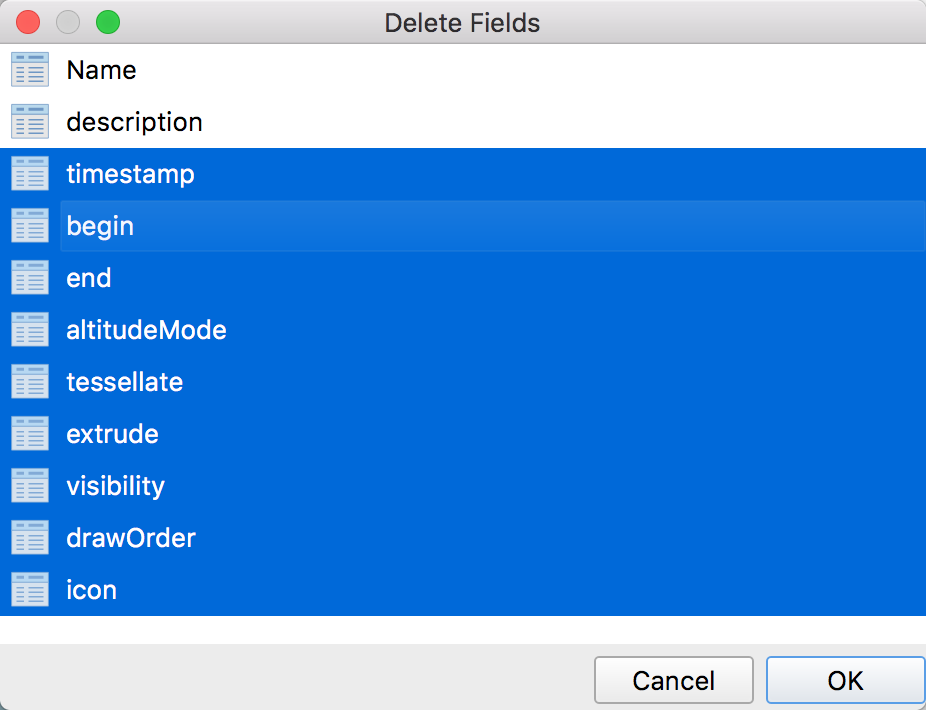 Delete Fields
Name
description
timestamp
begin
end
altitudeMode
tessellate
extrude
visibility
drawOrder
icon
Cancel
OK